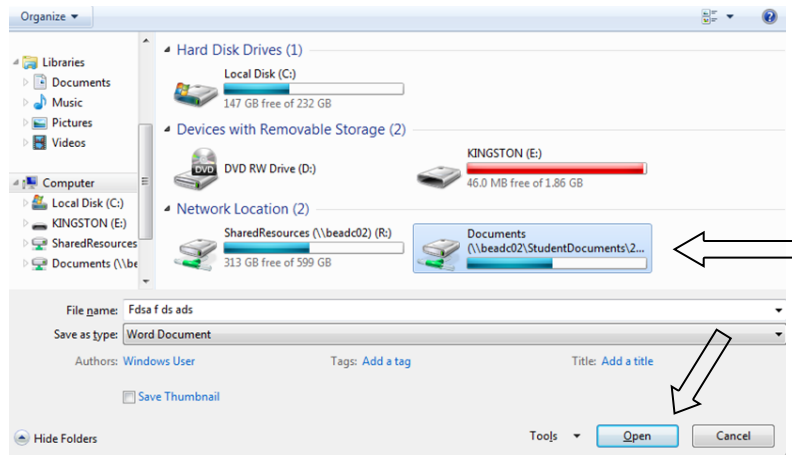 Organize
Hard Disk Drives (1)
Libraries
Documents
Music
Pictures
Videos
Computer
Local Disk (C:)
KINGSTON (E:)
SharedResources
Documents (\\be
Local Disk (C:)
147 GB free of 232 GB
Devices with Removable Storage (2)
DVD
DVD RW Drive (D:)
KINGSTON (E:)
46.0 MB free of 1.86 GB
Network Location (2)
SharedResources (\\beadc02) (R:)
313 GB free of 599 GB
Documents
(\\beadc02\StudentDocuments\2...
File name: Fdsa f ds ads
Save as type: Word Document
Authors: Windows User Tags: Add a tag Title: Add a title
Save Thumbnail
Hide Folders Tools Open Cancel